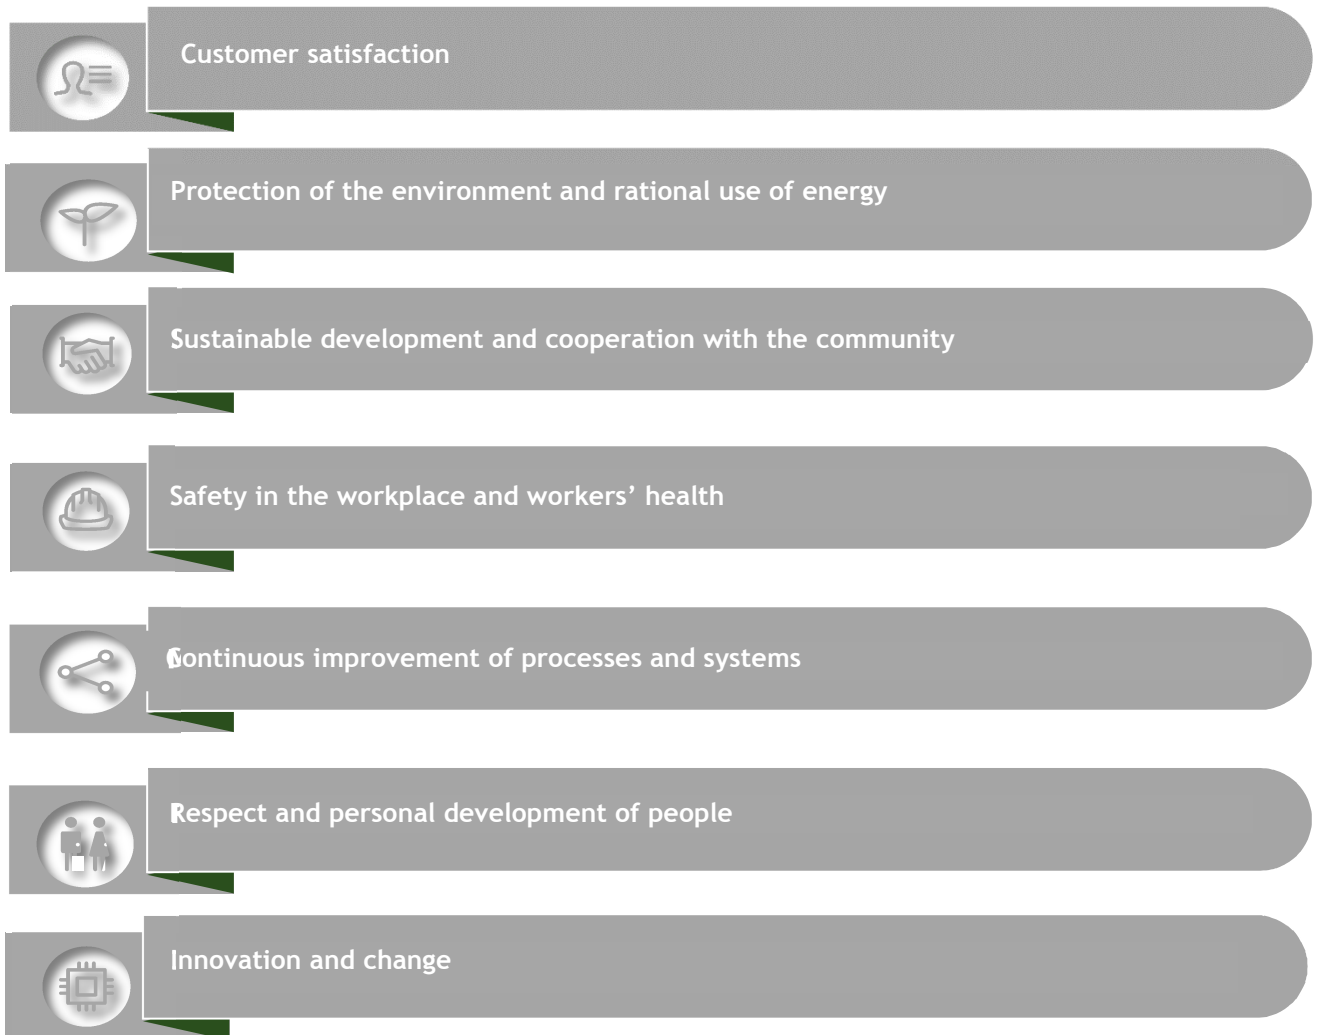 Customer satisfaction
Protection of the environment and rational use of energy
Sustainable development and cooperation with the community
Safety in the workplace and workers’ health
Continuous improvement of processes and systems
Respect and personal development of people
Innovation and change